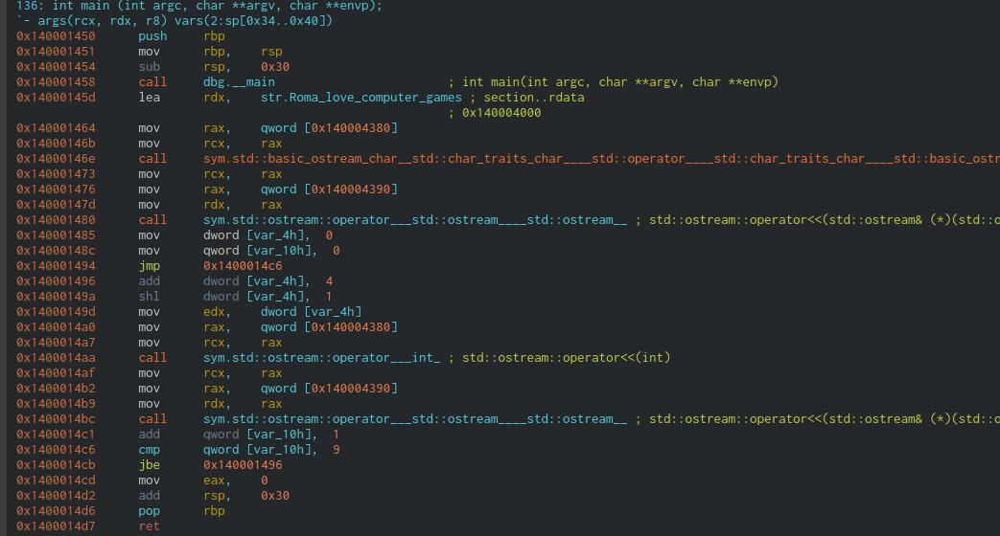 136: int main (int argc, char **argv, char **envp);
`- args(rcx, rdx, r8) vars(2:sp[0x34..0x40])
0x140001450 push rbp
0x140001451 mov rbp, rsp
0x140001454 sub rsp, 0x30
0x140001458 call dbg.__main ; int main(int argc, char **argv, char **envp)
0x14000145d lea rdx, str.Roma_love_computer_games ; section..rdata
; 0x140004000
0x140001464 mov rax, qword [0x140004380]
0x14000146b mov rcx, rax
0x14000146e call sym.std::basic_ostream_char__std::char_traits_char____std::operator____std::char_traits_char____std::basic_ostr
0x140001473 mov rcx, rax
0x140001476 mov rax, qword [0x140004390]
0x14000147d mov rdx, rax
0x140001480 call sym.std::ostream::operator___std::ostream____std::ostream__ ; std::ostream::operator<<(std::ostream& (*)(std::o
0x140001485 mov dword [var_4h], 0
0x14000148c mov qword [var_10h], 0
0x140001494 jmp 0x1400014c6
0x140001496 add dword [var_4h], 4
0x14000149a shl dword [var_4h], 1
0x14000149d mov edx, dword [var_4h]
0x1400014a0 mov rax, qword [0x140004380]
0x1400014a7 mov rcx, rax
0x1400014aa call sym.std::ostream::operator___int_ ; std::ostream::operator<<(int)
0x1400014af mov rcx, rax
0x1400014b2 mov rax, qword [0x140004390]
0x1400014b9 mov rdx, rax
0x1400014bc call sym.std::ostream::operator___std::ostream____std::ostream__ ; std::ostream::operator<<(std::ostream& (*)(std::o
0x1400014c1 add qword [var_10h], 1
0x1400014c6 cmp qword [var_10h], 9
0x1400014cb jbe 0x140001496
0x1400014cd mov eax, 0
0x1400014d2 add rsp, 0x30
0x1400014d6 pop rbp
0x1400014d7 ret